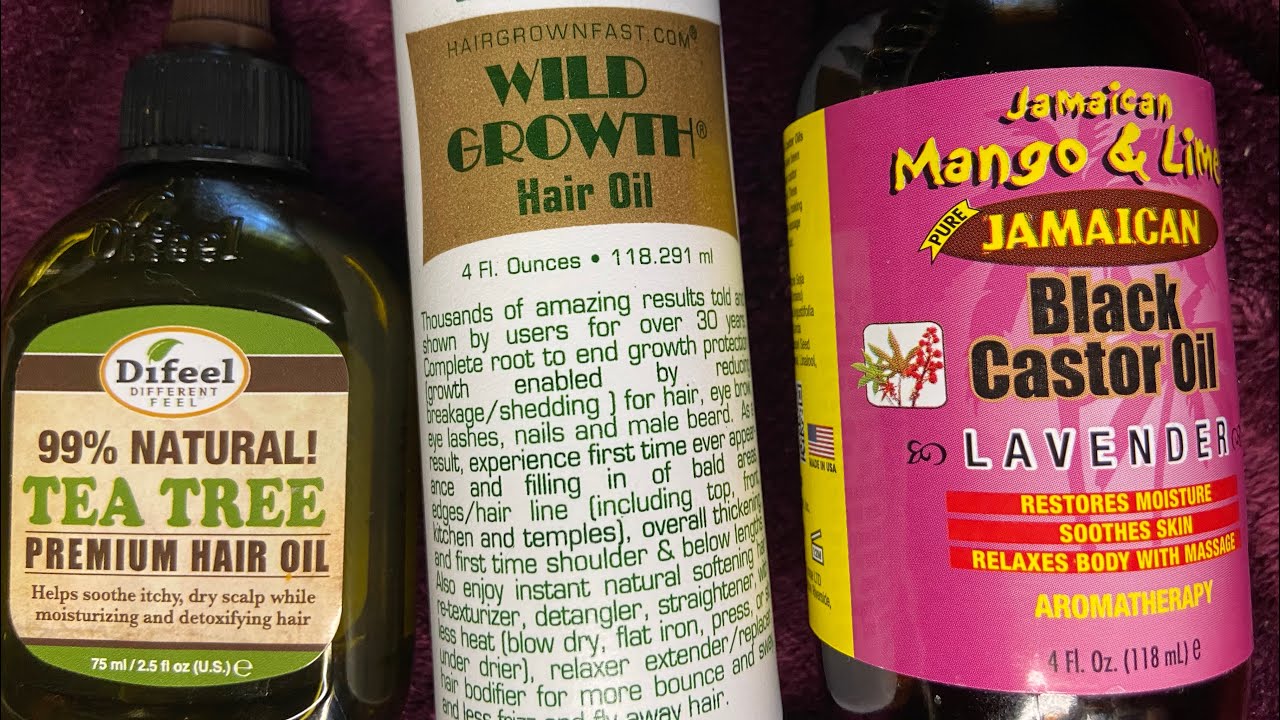 Difeel
Difeel
DIFFERENT
FEEL
99% NATURAL!
TEA TREE
PREMIUM HAIR OIL
Helps soothe itchy, dry scalp while
moisturizing and detoxifying hair
75 ml / 2.5 fl oz (U.S.) ℮
HAIRGROWNFAST.COM®
WILD
GROWTH®
Hair Oil
4 Fl. Ounces • 118.291 ml
Thousands of amazing results told and
shown by users for over 30 years.
Complete root to end growth protection
(growth enabled by reducing
breakage/shedding ) for hair, eye brow,
eye lashes, nails and male beard. As a
result, experience first time ever appear-
ance and filling in of bald areas,
edges/hair line (including top, front,
kitchen and temples), overall thickening
and first time shoulder & below lengths.
Also enjoy instant natural softening
re-texturizer, detangler, straightener with
less heat (blow dry, flat iron, press, or
under drier), relaxer extender/replacer
hair bodifier for more bounce and sway
and less frizz and fly away hair.
Jamaican
Mango & Lime
PURE
JAMAICAN
Black
Castor Oil
LAVENDER
RESTORES MOISTURE
SOOTHES SKIN
RELAXES BODY WITH MASSAGE
AROMATHERAPY
4 Fl. Oz. (118 mL) ℮
MADE IN USA